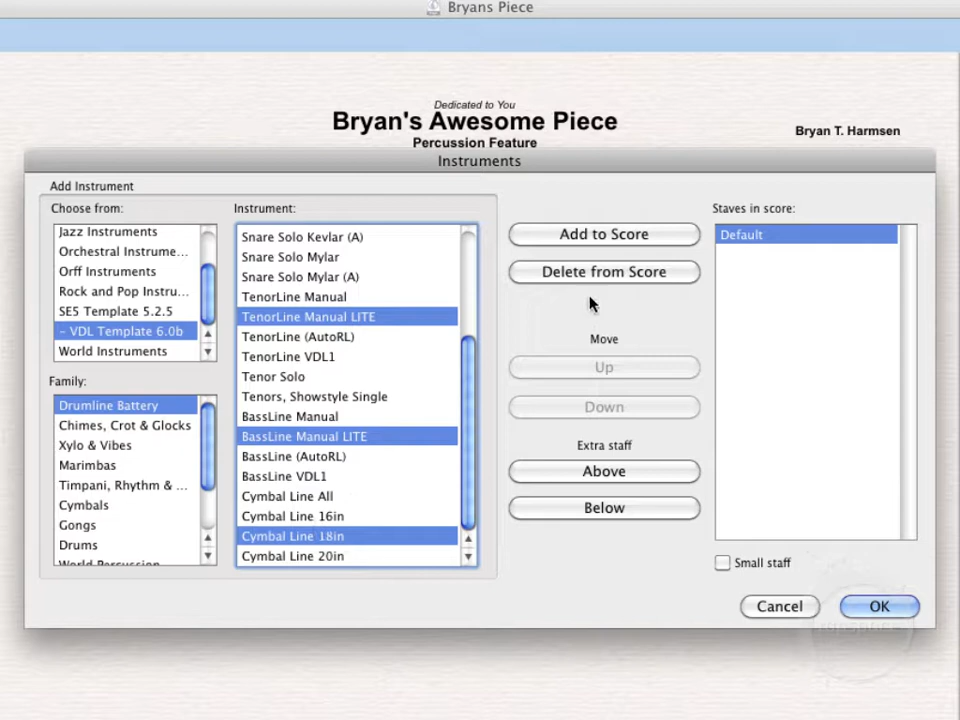 Bryans Piece
Dedicated to You
Bryan's Awesome Piece
Percussion Feature
Bryan T. Harmsen
Instruments
Add Instrument
Choose from:
Jazz Instruments
Orchestral Instrume...
Orff Instruments
Rock and Pop Instru...
SE5 Template 5.2.5
- VDL Template 6.0b
World Instruments
Family:
Drumline Battery
Chimes, Crot & Glocks
Xylo & Vibes
Marimbas
Timpani, Rhythm & ...
Cymbals
Gongs
Drums
World Percussion
Instrument:
Snare Solo Kevlar (A)
Snare Solo Mylar
Snare Solo Mylar (A)
TenorLine Manual
TenorLine Manual LITE
TenorLine (AutoRL)
TenorLine VDL1
Tenor Solo
Tenors, Showstyle Single
BassLine Manual
BassLine Manual LITE
BassLine (AutoRL)
BassLine VDL1
Cymbal Line All
Cymbal Line 16in
Cymbal Line 18in
Cymbal Line 20in
Add to Score
Delete from Score
Move
Up
Down
Extra staff
Above
Below
Staves in score:
Default
Small staff
Cancel
OK